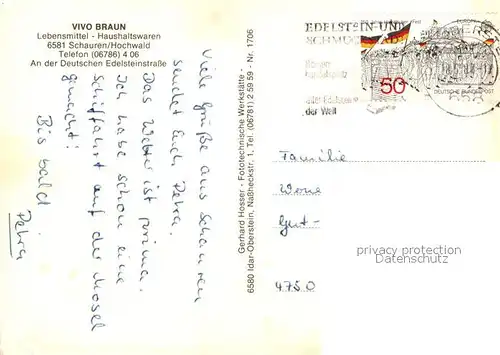 VIVO BRAUN
Lebensmittel - Haushaltswaren
6581 Schauren/Hochwald
Telefon (06786) 4 06
An der Deutschen Edelsteinstraße
Viele Grüße aus Schauren
sendet Euch Petra.
Das Wetter ist prima.
Ich habe schon eine
Schiffahrt auf der Mosel
gemacht!
Bis bald
Petra
Gerhard Hosser - Fototechnische Werkstätte -
6580 Idar-Oberstein, Naßheckstr. 1, Tel. (06781) 2 59 59 - Nr. 1706
EDELSTEIN UND
der Welt
50
DEUTSCHE BUNDESPOST
Familie
4750
privacy protection
AnsichtskartenHandel.de